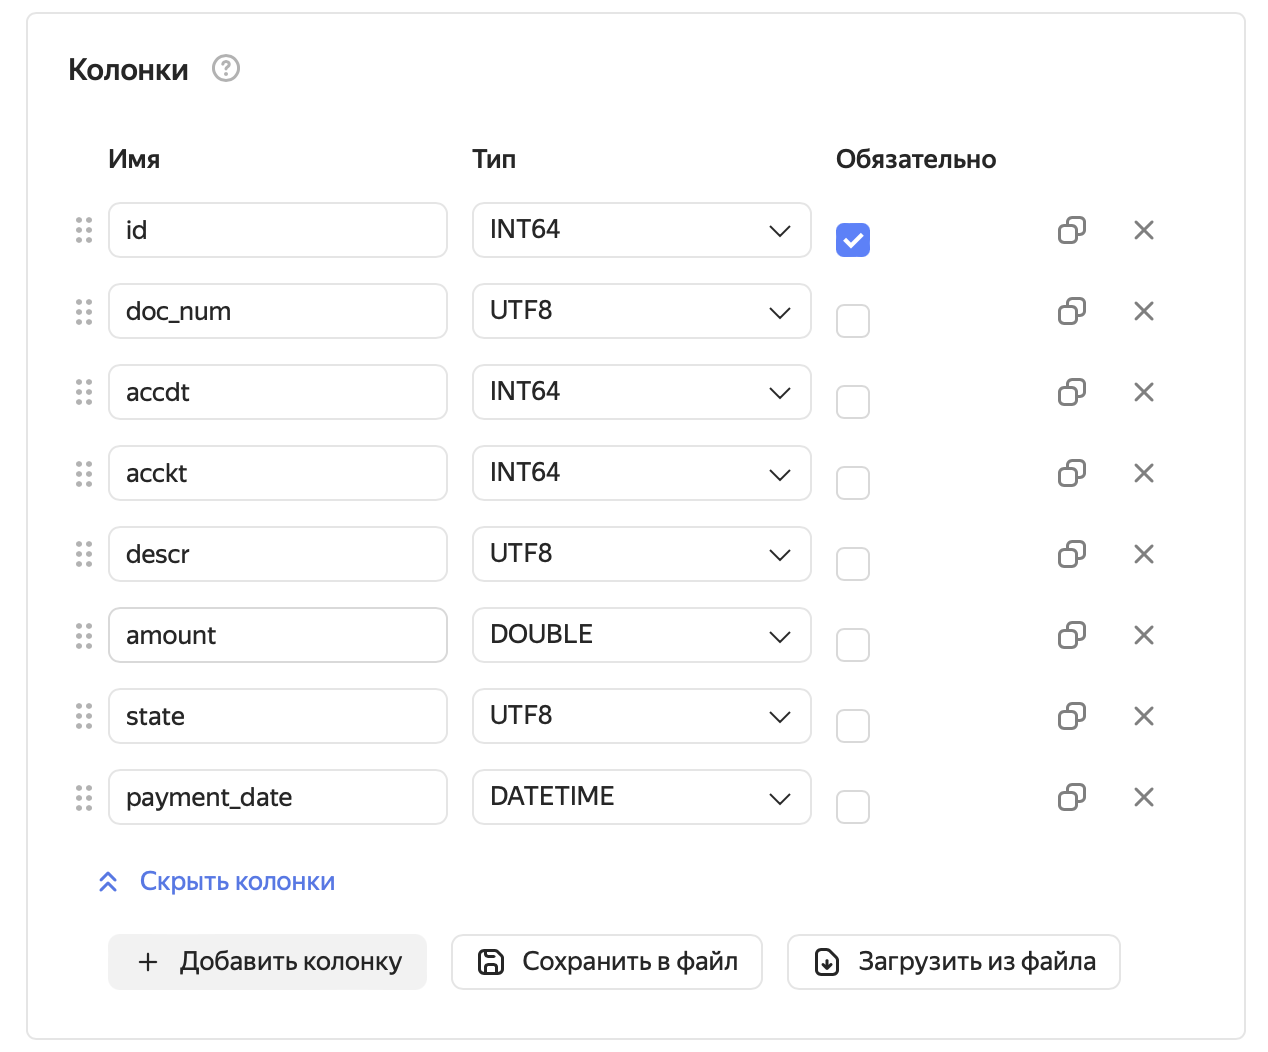 Колонки ?
Имя Тип Обязательно
id INT64
doc_num UTF8
accdt INT64
acckt INT64
descr UTF8
amount DOUBLE
state UTF8
payment_date DATETIME
Скрыть колонки
+ Добавить колонку Сохранить в файл Загрузить из файла